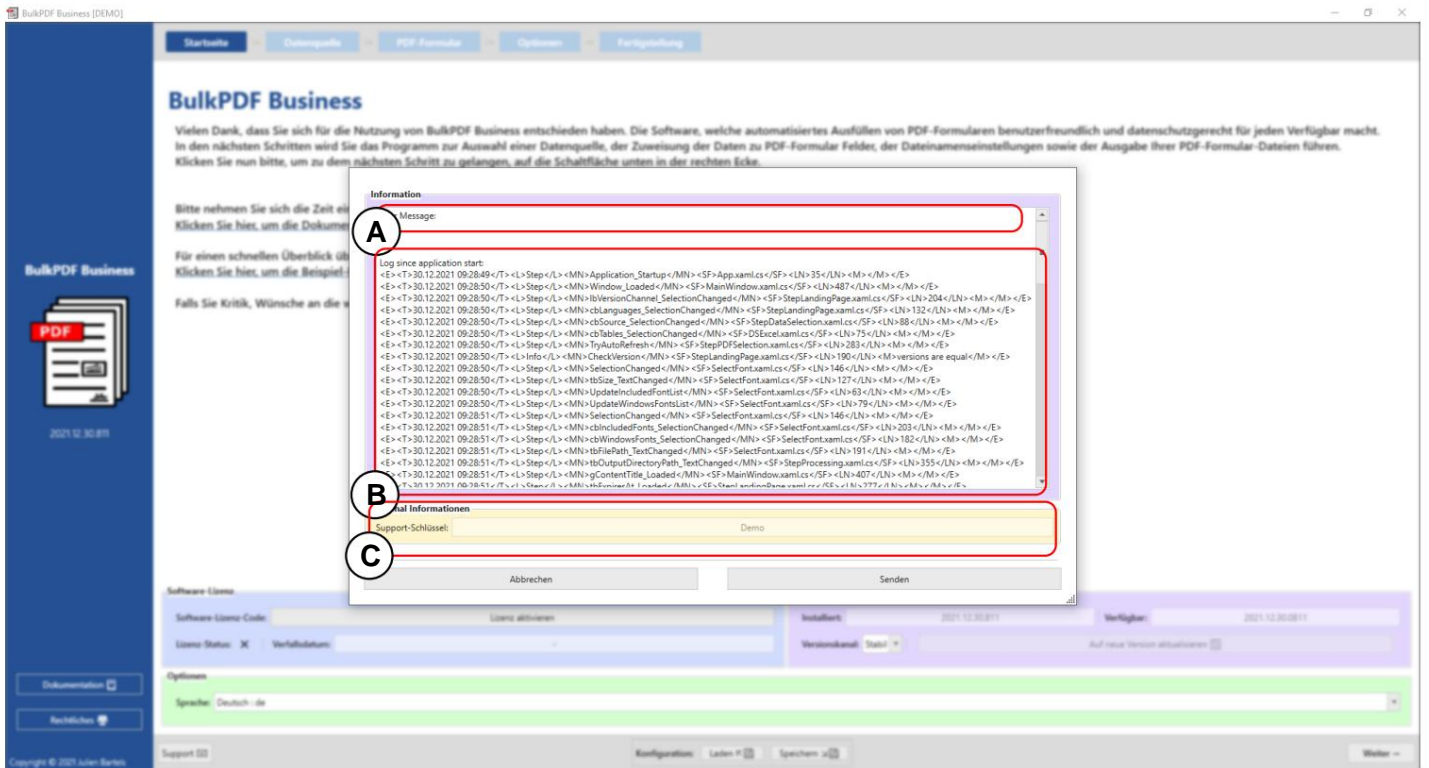 BulkPDF Business [DEMO]
Startseite
Datenquelle
PDF-Formular
Optionen
Fertigstellung
BulkPDF Business
Vielen Dank, dass Sie sich für die Nutzung von BulkPDF Business entschieden haben. Die Software, welche automatisiertes Ausfüllen von PDF-Formularen benutzerfreundlich und datenschutzgerecht für jeden Verfügbar macht.
In den nächsten Schritten wird Sie das Programm zur Auswahl einer Datenquelle, der Zuweisung der Daten zu PDF-Formular Felder, der Dateinamenseinstellungen sowie der Ausgabe Ihrer PDF-Formular-Dateien führen.
Klicken Sie nun bitte, um zu dem nächsten Schritt zu gelangen, auf die Schaltfläche unten in der rechten Ecke.
Bitte nehmen Sie sich die Zeit
Klicken Sie hier, um die
Für einen schnellen Überblick
Klicken Sie hier, um die Beispiel-
Falls Sie Kritik, Wünsche an die
BulkPDF Business
PDF
2021.12.30.811
Information
Message:
A
Log since application start:
<E><T>30.12.2021 09:28:49</T><L>Step</L><MN>Application_Startup</MN><SF>App.xaml.cs</SF><LN>35</LN><M></M></E>
<E><T>30.12.2021 09:28:50</T><L>Step</L><MN>Window_Loaded</MN><SF>MainWindow.xaml.cs</SF><LN>487</LN><M></M></E>
<E><T>30.12.2021 09:28:50</T><L>Step</L><MN>lbVersionChannel_SelectionChanged</MN><SF>StepLandingPage.xaml.cs</SF><LN>204</LN><M></M></E>
<E><T>30.12.2021 09:28:50</T><L>Step</L><MN>cbLanguages_SelectionChanged</MN><SF>StepLandingPage.xaml.cs</SF><LN>132</LN><M></M></E>
<E><T>30.12.2021 09:28:50</T><L>Step</L><MN>cbSource_SelectionChanged</MN><SF>StepDataSelection.xaml.cs</SF><LN>88</LN><M></M></E>
<E><T>30.12.2021 09:28:50</T><L>Step</L><MN>cbTables_SelectionChanged</MN><SF>DSExcel.xaml.cs</SF><LN>75</LN><M></M></E>
<E><T>30.12.2021 09:28:50</T><L>Step</L><MN>TryAutoRefresh</MN><SF>StepPDFSelection.xaml.cs</SF><LN>283</LN><M></M></E>
<E><T>30.12.2021 09:28:50</T><L>Info</L><MN>CheckVersion</MN><SF>StepLandingPage.xaml.cs</SF><LN>190</LN><M>versions are equal</M></E>
<E><T>30.12.2021 09:28:50</T><L>Step</L><MN>SelectionChanged</MN><SF>SelectFont.xaml.cs</SF><LN>146</LN><M></M></E>
<E><T>30.12.2021 09:28:50</T><L>Step</L><MN>tbSize_TextChanged</MN><SF>SelectFont.xaml.cs</SF><LN>127</LN><M></M></E>
<E><T>30.12.2021 09:28:50</T><L>Step</L><MN>UpdateIncludedFontList</MN><SF>SelectFont.xaml.cs</SF><LN>63</LN><M></M></E>
<E><T>30.12.2021 09:28:50</T><L>Step</L><MN>UpdateWindowsFontsList</MN><SF>SelectFont.xaml.cs</SF><LN>79</LN><M></M></E>
<E><T>30.12.2021 09:28:51</T><L>Step</L><MN>SelectionChanged</MN><SF>SelectFont.xaml.cs</SF><LN>146</LN><M></M></E>
<E><T>30.12.2021 09:28:51</T><L>Step</L><MN>cbIncludedFonts_SelectionChanged</MN><SF>SelectFont.xaml.cs</SF><LN>203</LN><M></M></E>
<E><T>30.12.2021 09:28:51</T><L>Step</L><MN>cbWindowsFonts_SelectionChanged</MN><SF>SelectFont.xaml.cs</SF><LN>182</LN><M></M></E>
<E><T>30.12.2021 09:28:51</T><L>Step</L><MN>tbFilePath_TextChanged</MN><SF>SelectFont.xaml.cs</SF><LN>191</LN><M></M></E>
<E><T>30.12.2021 09:28:51</T><L>Step</L><MN>tbOutputDirectoryPath_TextChanged</MN><SF>StepProcessing.xaml.cs</SF><LN>355</LN><M></M></E>
<T>30.12.2021 09:28:51</T><L>Step</L><MN>gContentTitle_Loaded</MN><SF>MainWindow.xaml.cs</SF><LN>407</LN><M></M></E>
<T>30.12.2021 09:28:51</T><L>Step</L><MN>tbExpiresAt_Loaded</MN><SF>StepLandingPage.xaml.cs</SF><LN>277</LN><M></M></E>
B
Informationen
Support-Schlüssel: Demo
C
Abbrechen
Senden
Software-Lizenz
Software-Lizenz-Code: Lizenz aktivieren
Installiert: 2021.12.30.811
Verfügbar: 2021.12.30.0811
Lizenz-Status: X Verfallsdatum: -
Versionskanal: Stabil
Auf neue Version aktualisieren
Optionen
Sprache: Deutsch : de
Dokumentation
Rechtliches
Copyright © 2021 Julien Bartels
Support
Konfiguration: Laden Speichern
Weiter